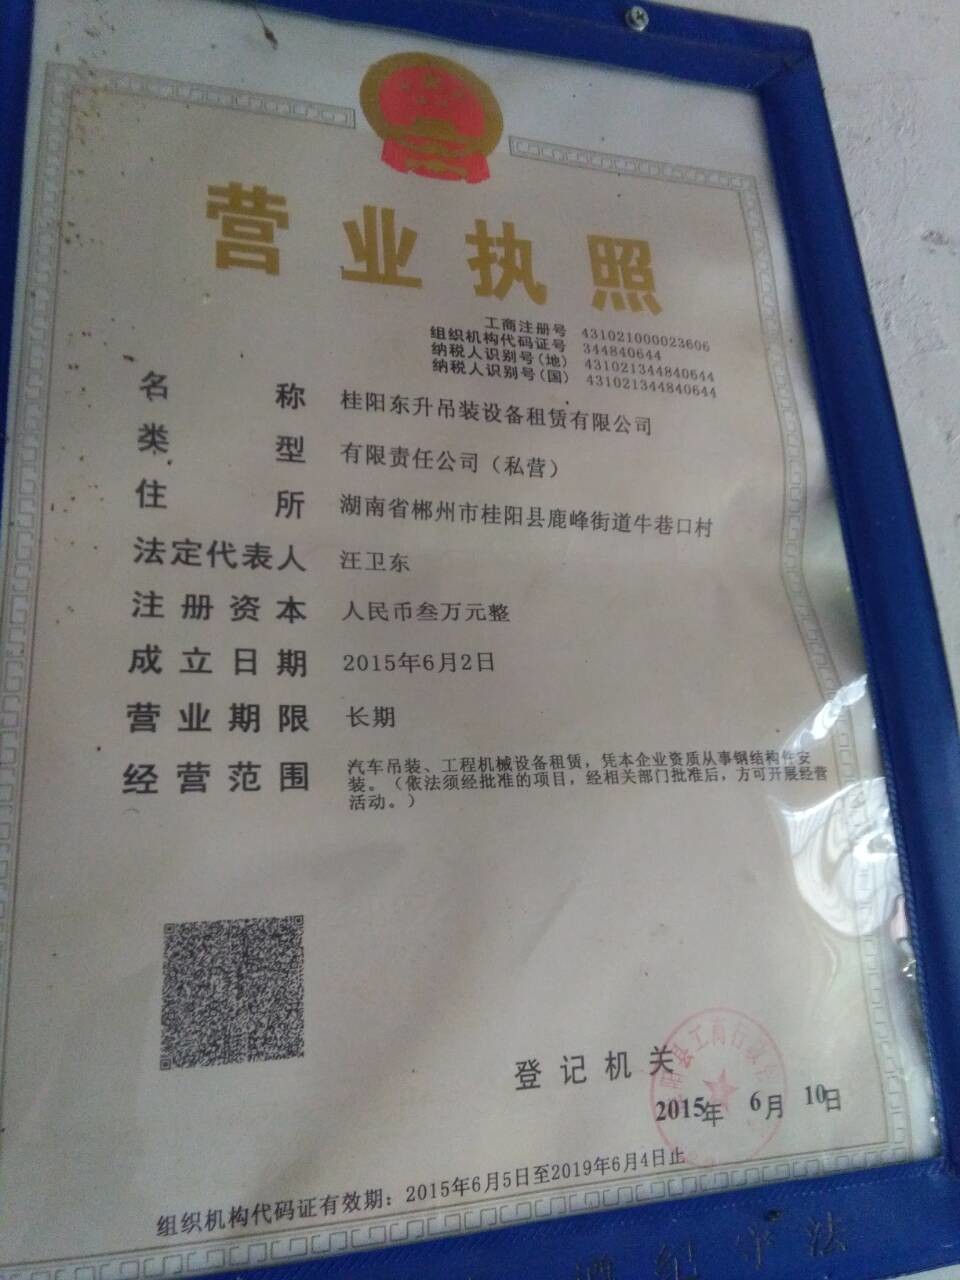 营业执照
工商注册号 431021000023606
组织机构代码证号 344840644
纳税人识别号(地) 431021344840644
纳税人识别号(国) 431021344840644
名称 桂阳东升吊装设备租赁有限公司
类型 有限责任公司（私营）
住所 湖南省郴州市桂阳县鹿峰街道牛巷口村
法定代表人 汪卫东
注册资本 人民币叁万元整
成立日期 2015年6月2日
营业期限 长期
经营范围 汽车吊装、工程机械设备租赁，凭本企业资质从事钢结构件安
装。（依法须经批准的项目，经相关部门批准后，方可开展经营
活动。）
登记机关
县工商行政
2015年 6月 10日
组织机构代码证有效期：2015年6月5日至2019年6月4日止
守法